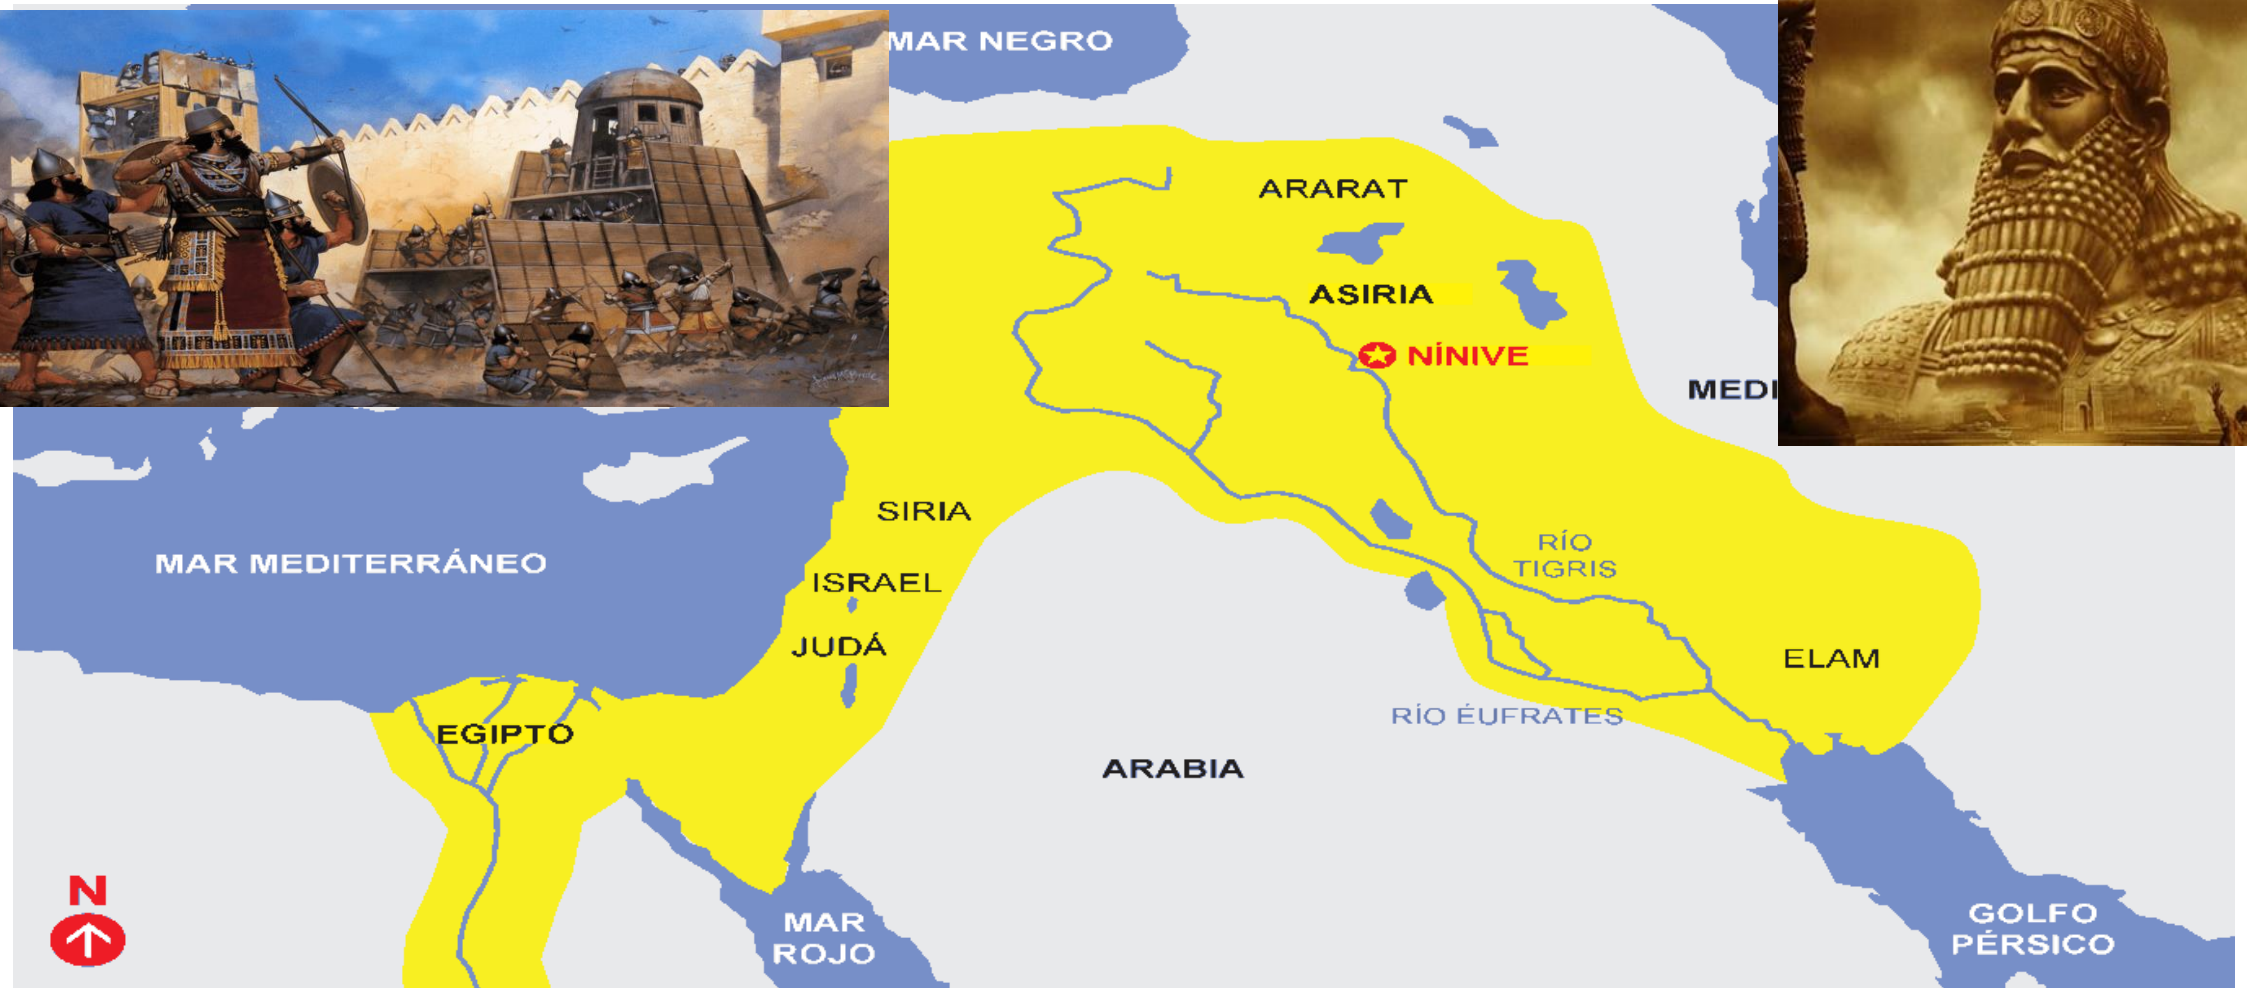 MAR NEGRO
ARARAT
ASIRIA
NÍNIVE
MEDI
SIRIA
MAR MEDITERRÁNEO
RÍO
TIGRIS
ISRAEL
JUDÁ
ELAM
RÍO ÉUFRATES
EGIPTO
ARABIA
N
MAR
ROJO
GOLFO
PÉRSICO